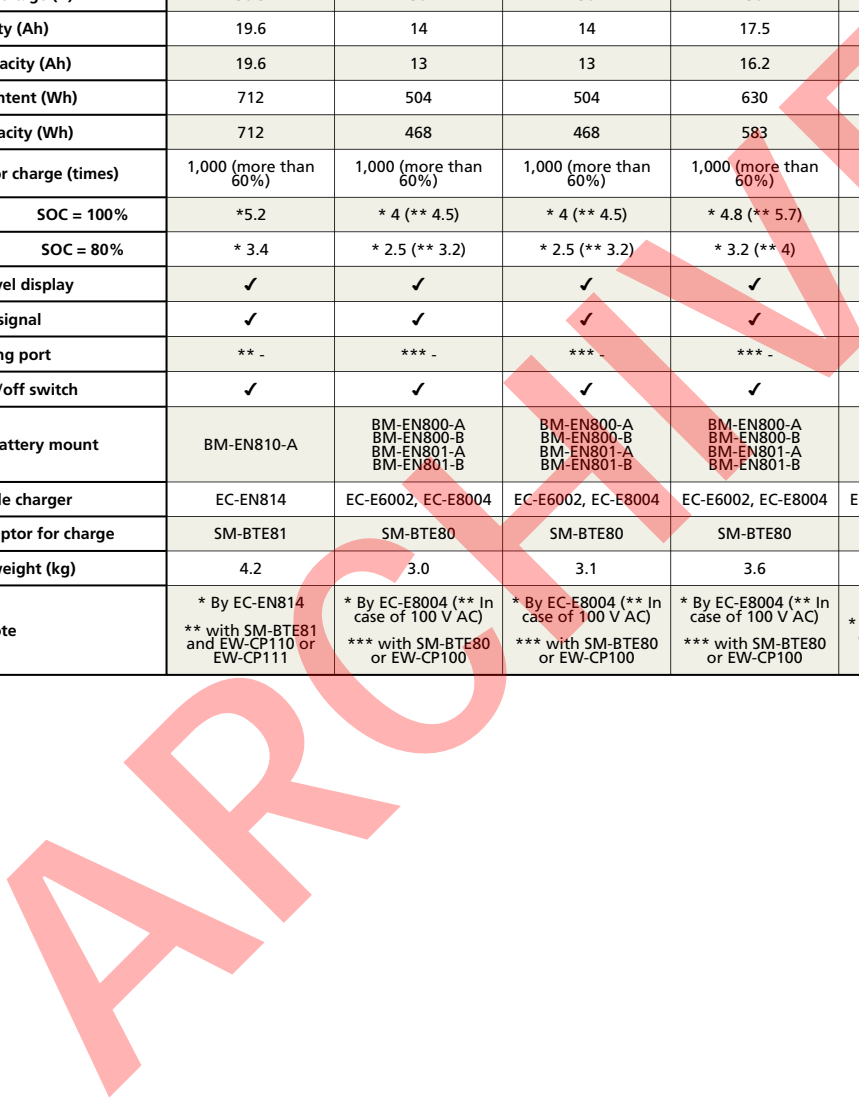 ty (Ah) 19.6 14 14 17.5
acity (Ah) 19.6 13 13 16.2
ntent (Wh) 712 504 504 630
acity (Wh) 712 468 468 583
r charge (times) 1,000 (more than 60%) 1,000 (more than 60%) 1,000 (more than 60%) 1,000 (more than 60%)
SOC = 100% *5.2 * 4 (** 4.5) * 4 (** 4.5) * 4.8 (** 5.7)
SOC = 80% * 3.4 * 2.5 (** 3.2) * 2.5 (** 3.2) * 3.2 (** 4)
vel display ✓ ✓ ✓ ✓
signal ✓ ✓ ✓ ✓
ng port ** - *** - *** - *** -
/off switch ✓ ✓ ✓ ✓
attery mount
BM-EN810-A
BM-EN800-A
BM-EN800-B
BM-EN801-A
BM-EN801-B
BM-EN800-A
BM-EN800-B
BM-EN801-A
BM-EN801-B
BM-EN800-A
BM-EN800-B
BM-EN801-A
BM-EN801-B
le charger EC-EN814 EC-E6002, EC-E8004 EC-E6002, EC-E8004 EC-E6002, EC-E8004 E
ptor for charge SM-BTE81 SM-BTE80 SM-BTE80 SM-BTE80
eight (kg) 4.2 3.0 3.1 3.6
ote
* By EC-EN814
** with SM-BTE81
and EW-CP110 or
EW-CP111
* By EC-E8004 (** In
case of 100 V AC)
*** with SM-BTE80
or EW-CP100
* By EC-E8004 (** In
case of 100 V AC)
*** with SM-BTE80
or EW-CP100
* By EC-E8004 (** In
case of 100 V AC)
*** with SM-BTE80
or EW-CP100
*
ARCHIV